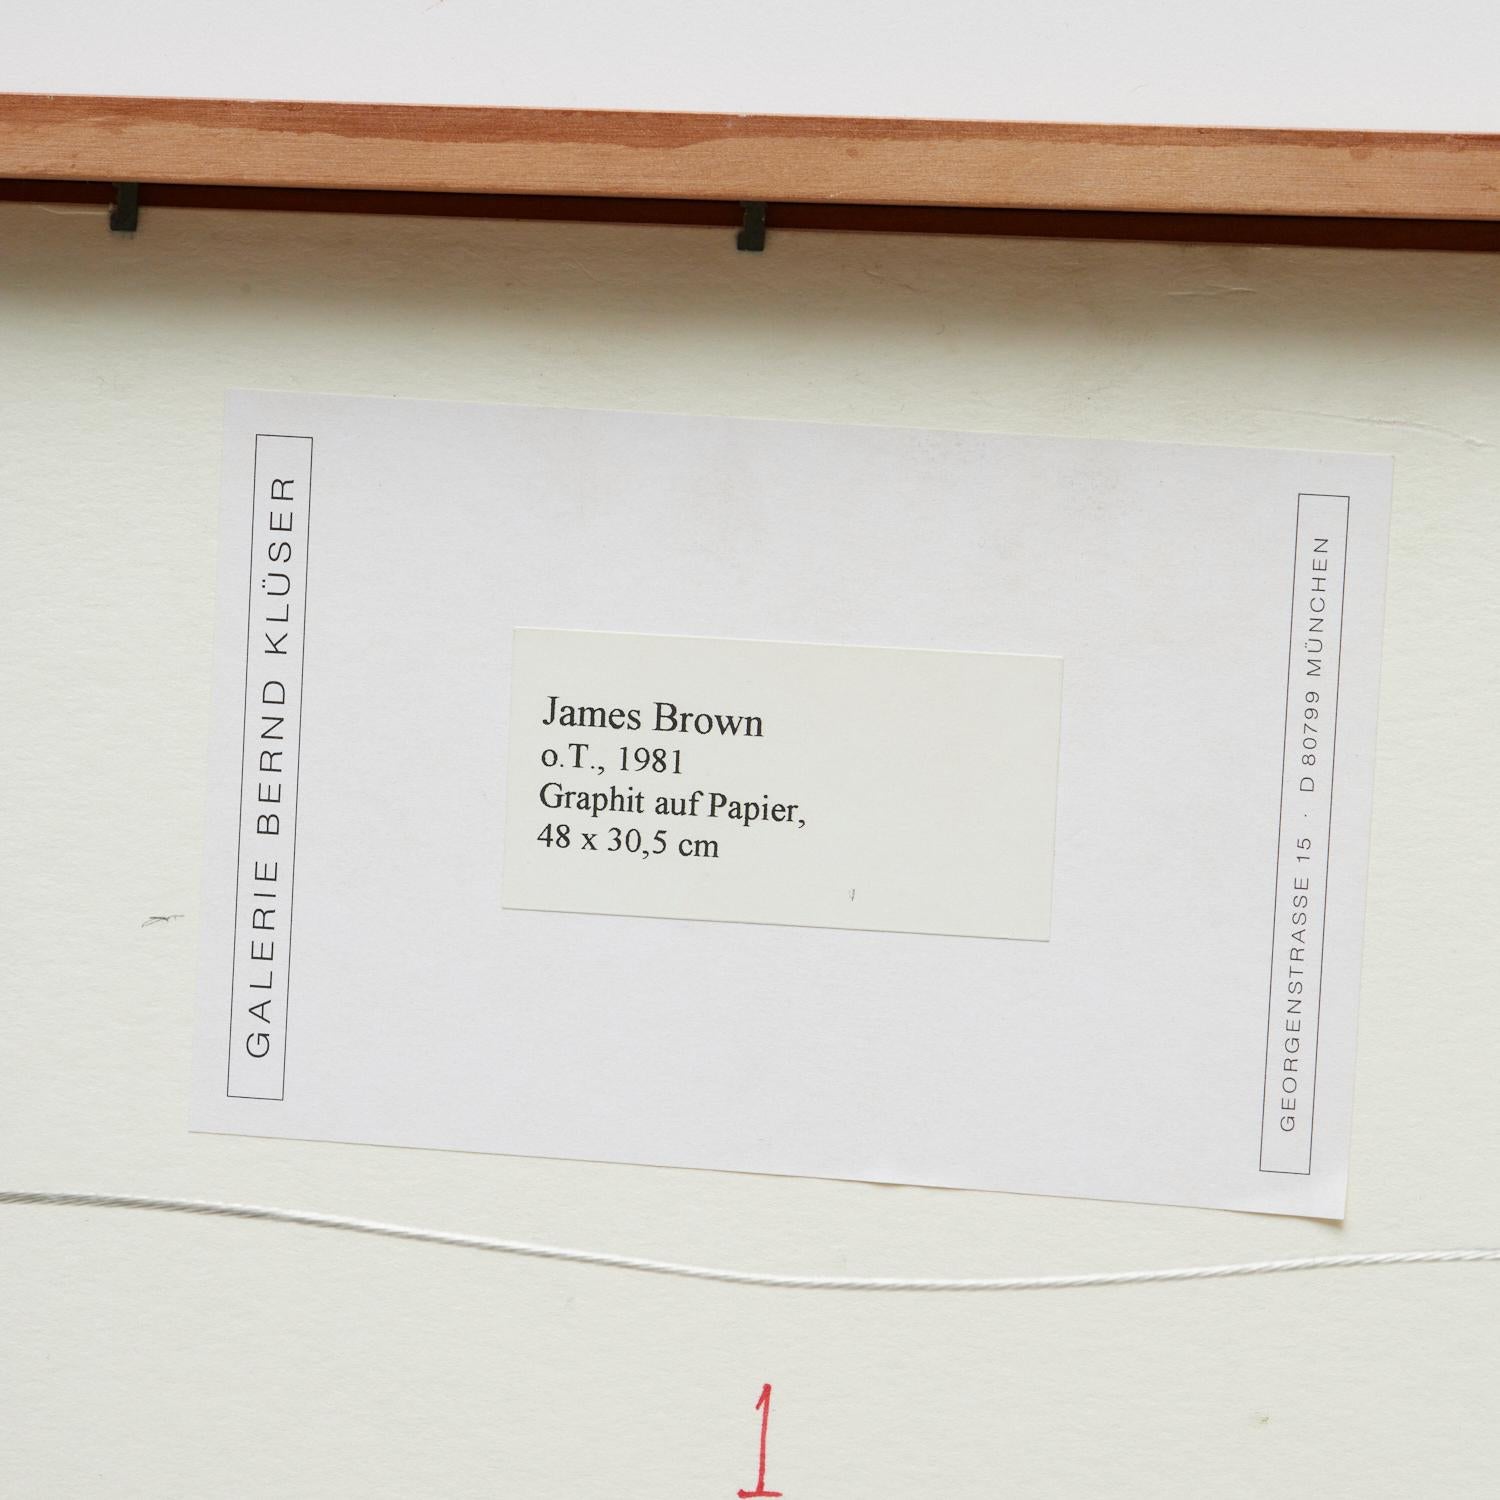 GALERIE BERND KLÜSER
James Brown
o.T., 1981
Graphit auf Papier,
48 x 30,5 cm
GEORGENSTRASSE 15 · D 80799 MÜNCHEN
1